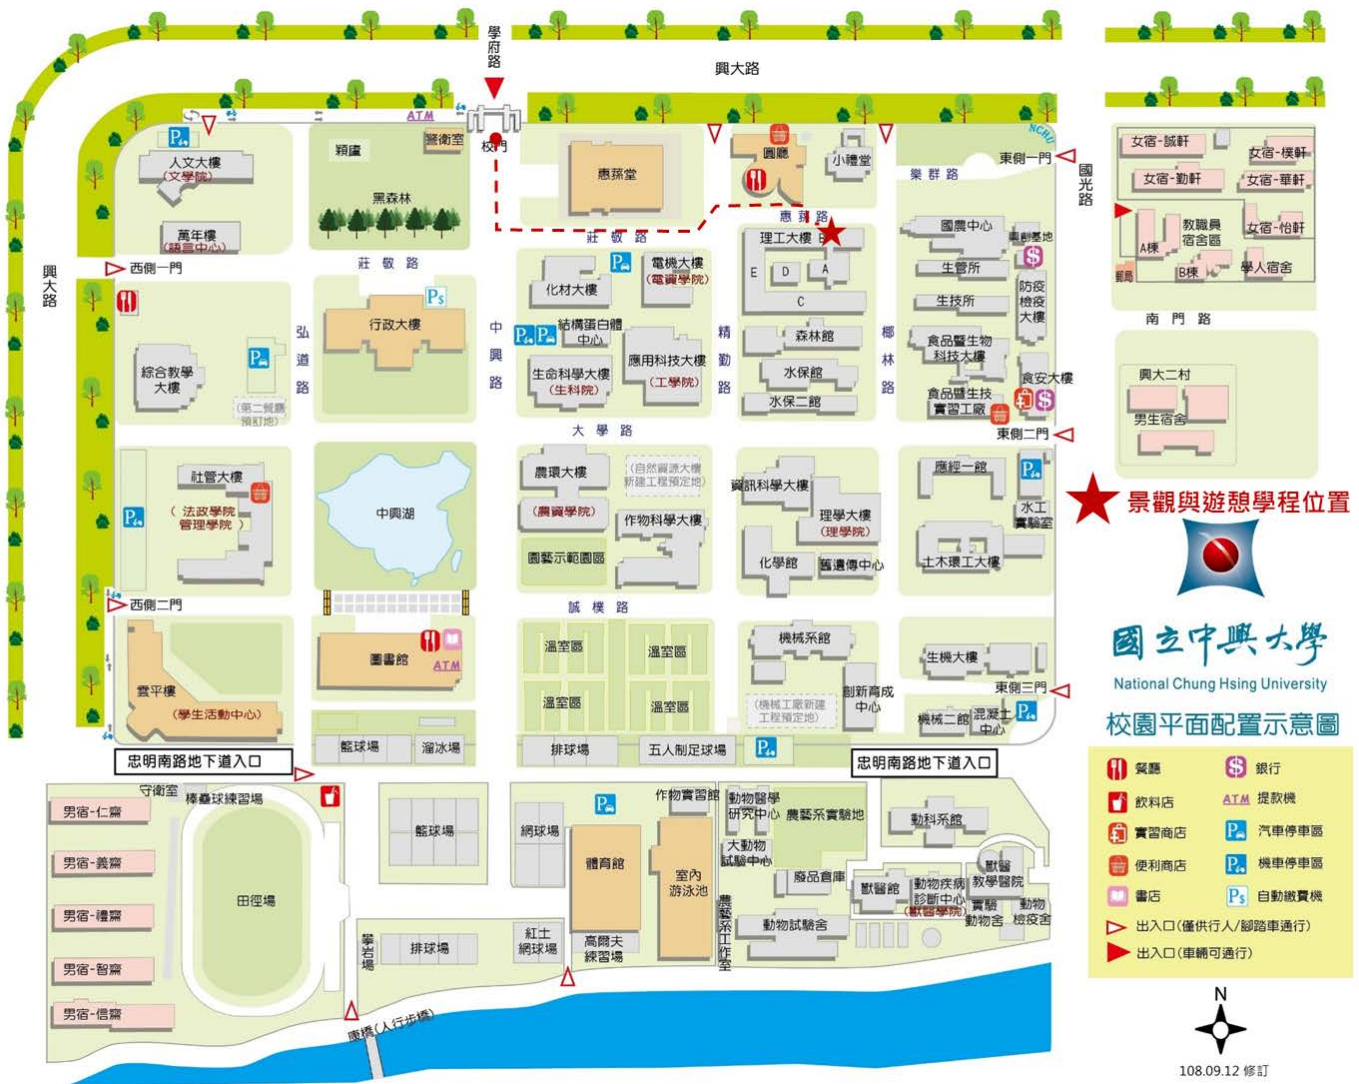 學府路
興大路
ATM
警衛室
校門
穎廬
黑森林
人文大樓
(文學院)
萬年樓
(語言中心)
西側一門
興大路
莊敬路
惠蓀堂
圓廳
小禮堂
樂群路
惠蓀路
莊敬路
NCHU
東側一門
國光路
女宿-誠軒
女宿-樸軒
女宿-勤軒
女宿-華軒
女宿-怡軒
教職員
宿舍區
A棟
B棟
學人宿舍
郵局
南門路
興大二村
男生宿舍
理工大樓
B
E
D
A
C
國農中心
生管所
生技所
防疫
檢疫
大樓
食品暨生物
科技大樓
食安大樓
食品暨生技
實習工廠
東側二門
森林館
水保館
水保二館
電機大樓
(電資學院)
化材大樓
結構蛋白體
中心
應用科技大樓
(工學院)
生命科學大樓
(生科院)
行政大樓
弘道路
中興路
精勤路
椰林路
綜合教學
大樓
(第二餐廳
預訂地)
大學路
社管大樓
(法政學院
管理學院)
中興湖
農環大樓
(農資學院)
(自然資源大樓
新建工程預定地)
作物科學大樓
園藝示範園區
資訊科學大樓
理學大樓
(理學院)
化學館
舊遺傳中心
應經一館
水工
實驗室
土木環工大樓
西側二門
誠樸路
雲平樓
(學生活動中心)
圖書館
ATM
溫室區
溫室區
溫室區
溫室區
機械系館
(機械工廠新建
工程預定地)
創新育成
中心
生機大樓
東側三門
機械二館
混凝土
中心
籃球場
溜冰場
排球場
五人制足球場
忠明南路地下道入口
忠明南路地下道入口
守衛室
棒壘球練習場
男宿-仁齋
男宿-義齋
男宿-禮齋
男宿-智齋
男宿-信齋
田徑場
籃球場
網球場
體育館
室內
游泳池
作物實習館
動物醫學
研究中心
大動物
試驗中心
農藝系實驗地
廢品倉庫
動科系館
獸醫
教學醫院
獸醫館
動物疾病
診斷中心
(獸醫學院)
實驗
動物舍
動物
檢疫舍
動物試驗舍
農藝系工作室
攀岩場
排球場
紅土
網球場
高爾夫
練習場
康橋(人行步橋)
景觀與遊憩學程位置
國立中興大學
National Chung Hsing University
校園平面配置示意圖
餐廳
銀行
飲料店
ATM 提款機
實習商店
汽車停車區
便利商店
機車停車區
書店
自動繳費機
出入口(僅供行人/腳踏車通行)
出入口(車輛可通行)
N
108.09.12 修訂